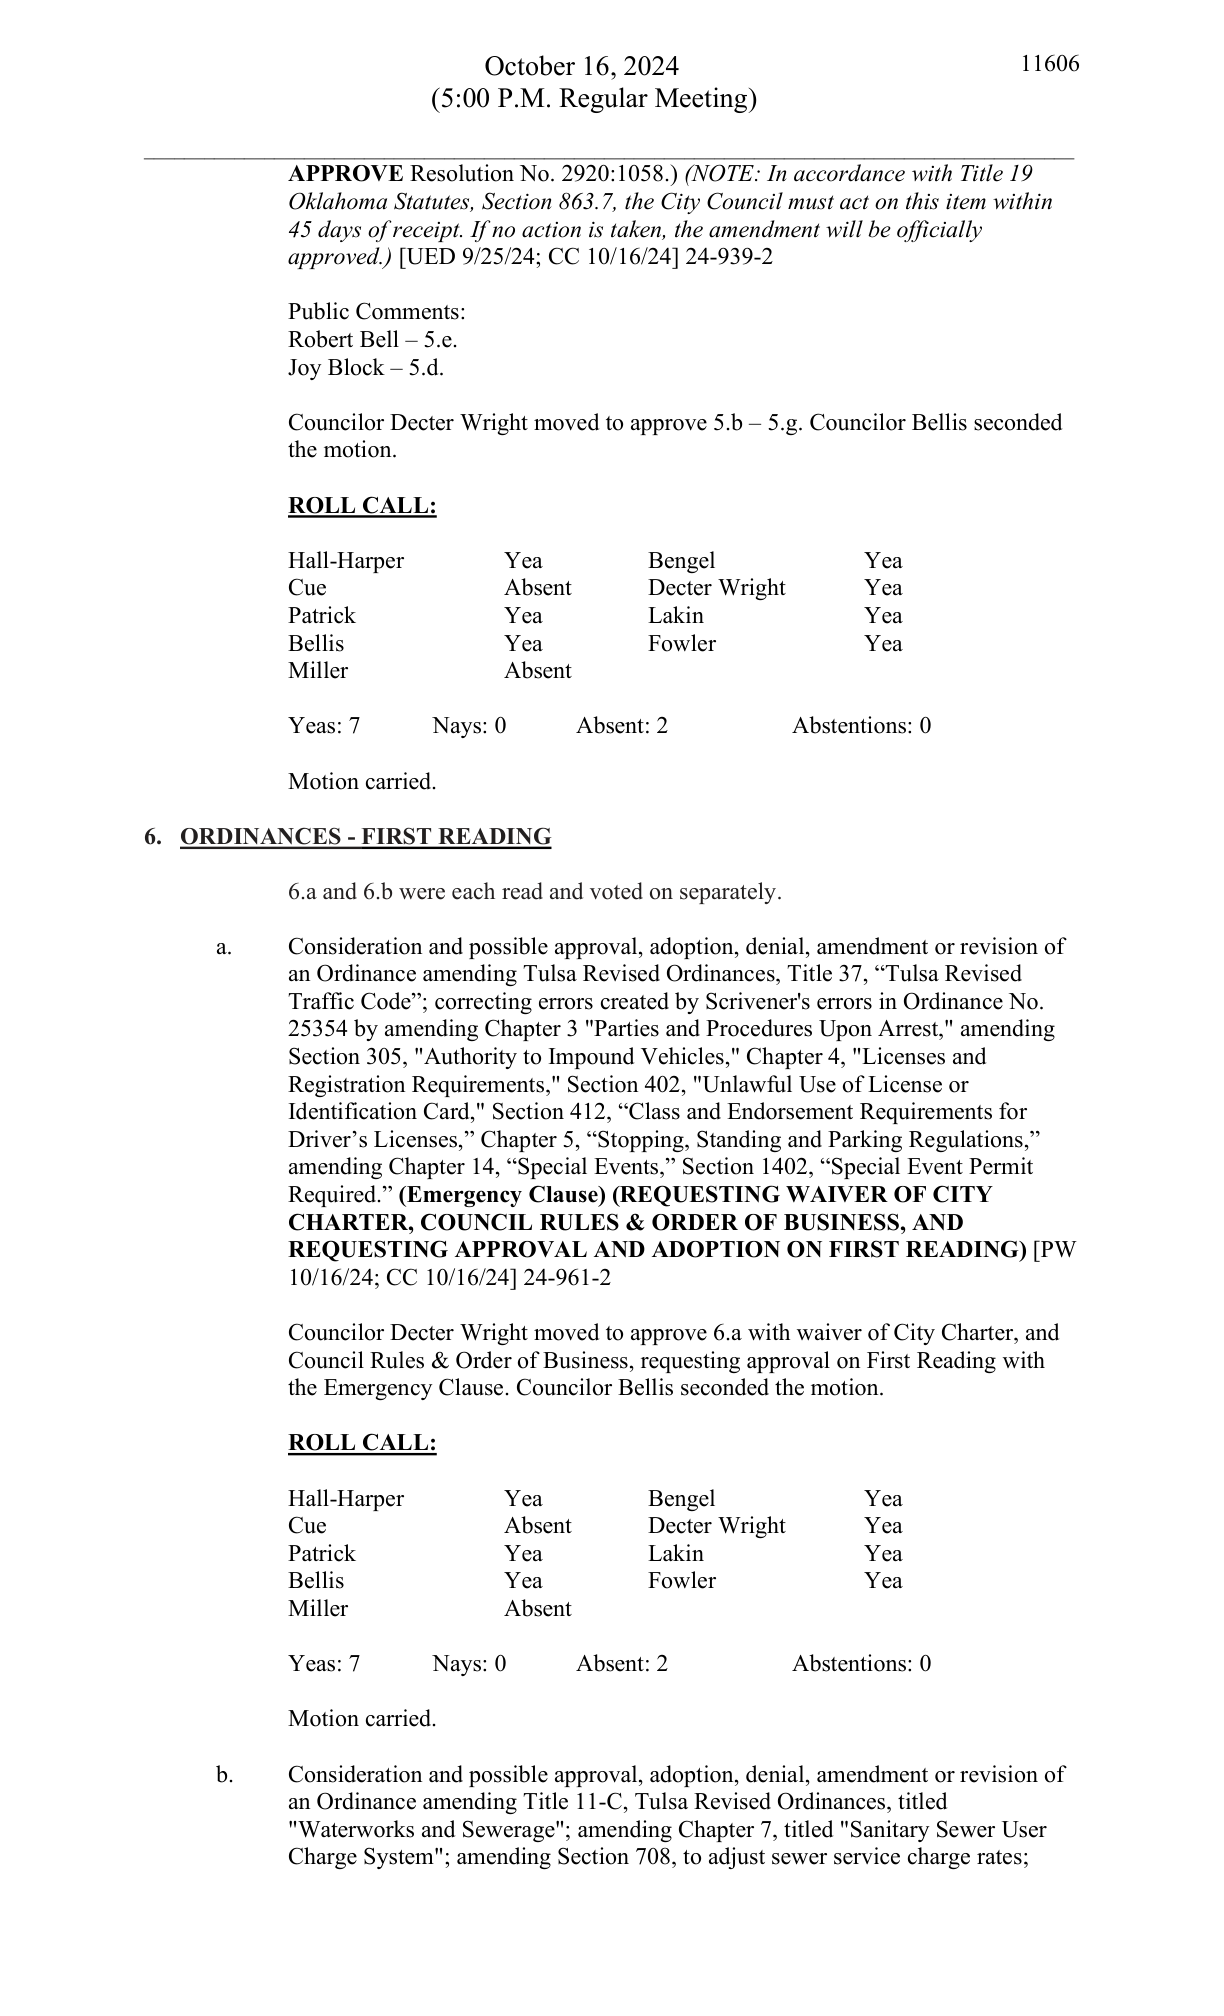 October 16, 2024
11606
(5:00 P.M. Regular Meeting)
APPROVE Resolution No. 2920:1058.) (NOTE: In accordance with Title 19
Oklahoma Statutes, Section 863.7, the City Council must act on this item within
45 days of receipt. If no action is taken, the amendment will be officially
approved.) [UED 9/25/24; CC 10/16/24] 24-939-2
Public Comments:
Robert Bell – 5.e.
Joy Block – 5.d.
Councilor Decter Wright moved to approve 5.b – 5.g. Councilor Bellis seconded
the motion.
ROLL CALL:
Hall-Harper Yea Bengel Yea
Cue Absent Decter Wright Yea
Patrick Yea Lakin Yea
Bellis Yea Fowler Yea
Miller Absent
Yeas: 7 Nays: 0 Absent: 2 Abstentions: 0
Motion carried.
6. ORDINANCES - FIRST READING
6.a and 6.b were each read and voted on separately.
a. Consideration and possible approval, adoption, denial, amendment or revision of
an Ordinance amending Tulsa Revised Ordinances, Title 37, “Tulsa Revised
Traffic Code”; correcting errors created by Scrivener's errors in Ordinance No.
25354 by amending Chapter 3 "Parties and Procedures Upon Arrest," amending
Section 305, "Authority to Impound Vehicles," Chapter 4, "Licenses and
Registration Requirements," Section 402, "Unlawful Use of License or
Identification Card," Section 412, “Class and Endorsement Requirements for
Driver’s Licenses,” Chapter 5, “Stopping, Standing and Parking Regulations,”
amending Chapter 14, “Special Events,” Section 1402, “Special Event Permit
Required.” (Emergency Clause) (REQUESTING WAIVER OF CITY
CHARTER, COUNCIL RULES & ORDER OF BUSINESS, AND
REQUESTING APPROVAL AND ADOPTION ON FIRST READING) [PW
10/16/24; CC 10/16/24] 24-961-2
Councilor Decter Wright moved to approve 6.a with waiver of City Charter, and
Council Rules & Order of Business, requesting approval on First Reading with
the Emergency Clause. Councilor Bellis seconded the motion.
ROLL CALL:
Hall-Harper Yea Bengel Yea
Cue Absent Decter Wright Yea
Patrick Yea Lakin Yea
Bellis Yea Fowler Yea
Miller Absent
Yeas: 7 Nays: 0 Absent: 2 Abstentions: 0
Motion carried.
b. Consideration and possible approval, adoption, denial, amendment or revision of
an Ordinance amending Title 11-C, Tulsa Revised Ordinances, titled
"Waterworks and Sewerage"; amending Chapter 7, titled "Sanitary Sewer User
Charge System"; amending Section 708, to adjust sewer service charge rates;